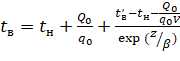 t_в = t_н + Q_0/q_0 + (t'_в − t_н − Q_0/(q_0 V))/(exp (z/β))